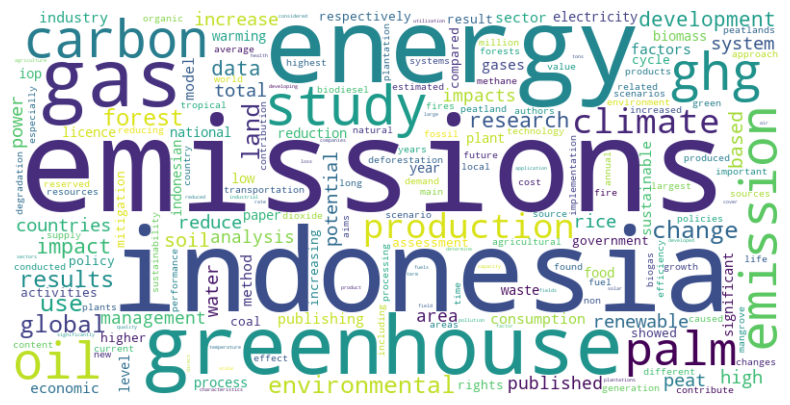 industry
organic
increase
respectively
result
sector
electricity
development
carbon
warming
average
highest
million
forests
plantation
review
systems
compared
gases
methane
value
factors
system
biomass
peatlands
approach
energy
gas
iop
model
data
total
world
biodiesel
estimated
ghg
cycle
products
scenarios
related
increased
environment
green
power
especially
forest
tropical
study
impacts
fires
peatland
authors
research
climate
licence
reducing
national
land
reduction
natural
fossil
technology
plant
based
emission
emissions
degradation
reserved
resources
mitigation
indonesian
country
contribution
low
deforestation
years
future
local
cost
implementation
annual
fire
largest
produced
important
sources
sustainable
transportation
long
year
demand
main
countries
supply
reduce
paper
dioxide
aims
potential
production
scenario
source
rice
agricultural
government
change
policies
impact
soil
analysis
assessment
indonesia
results
policy
sustainability
performance
increasing
water
method
processing
found
food
fuel
non
biogas
growth
life
efficiency
significant
activities
conducted
use
plants
global
management
coal
publishing
area
areas
including
waste
consumption
renewable
showed
caused
mangrove
changes
oil
content
current
higher
new
level
effect
time
greenhouse
palm
economic
process
environmental
rights
published
peat
different
generation
high
contribute
temperature
characteristics